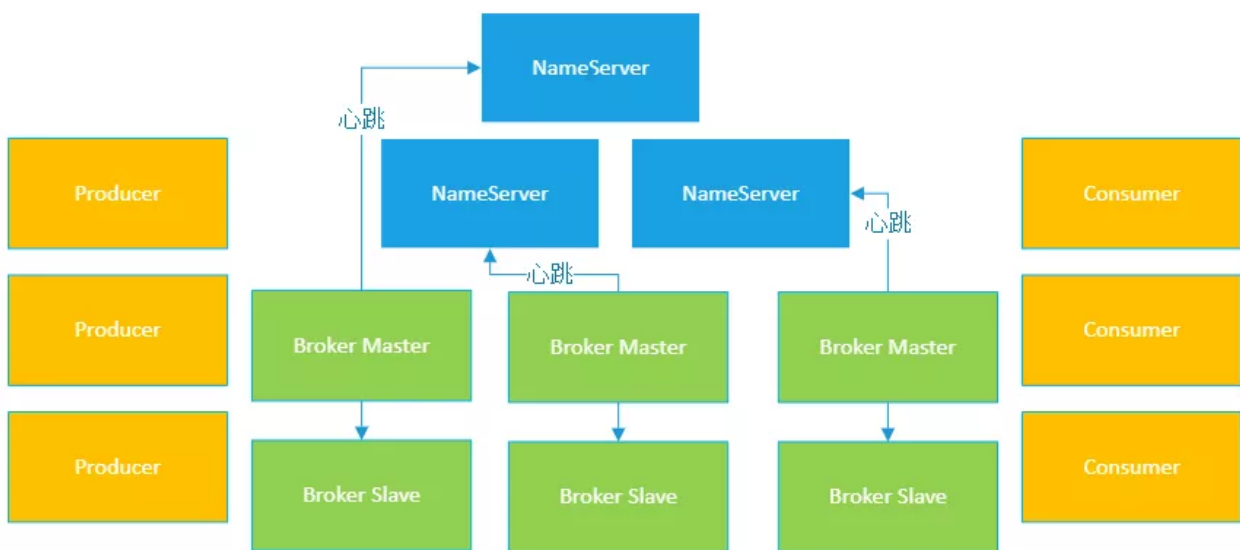 NameServer
心跳
NameServer
NameServer
Producer
Consumer
心跳
心跳
Producer
Consumer
Broker Master
Broker Master
Broker Master
Producer
Consumer
Broker Slave
Broker Slave
Broker Slave